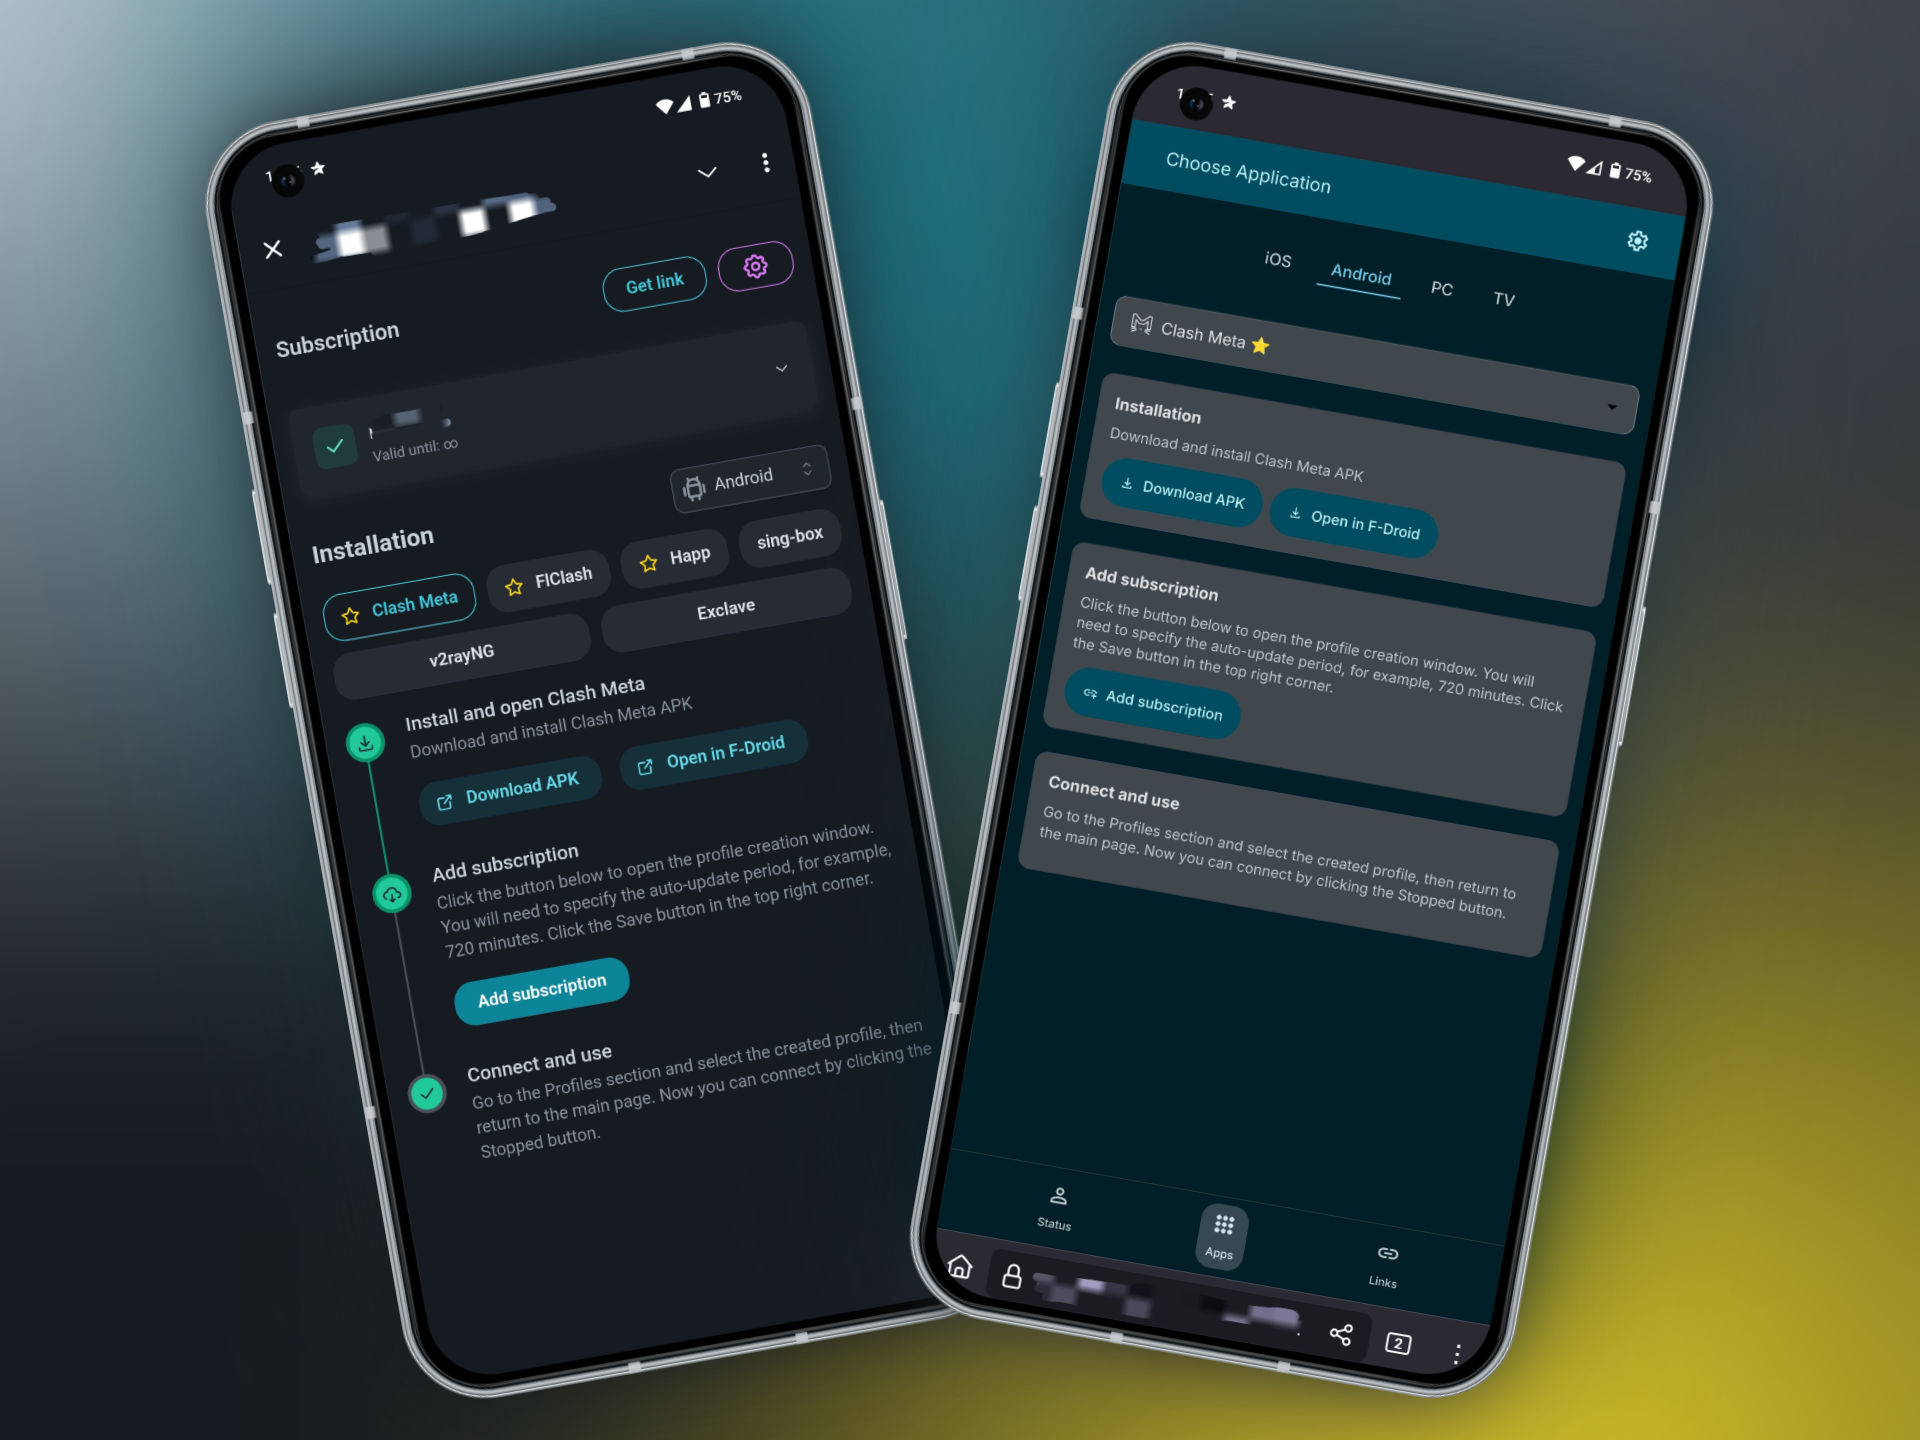 75%
Get link
Subscription
Valid until: ∞
Android
Installation
Clash Meta
FlClash
Happ
sing-box
v2rayNG
Exclave
Install and open Clash Meta
Download and install Clash Meta APK
Download APK
Open in F-Droid
Add subscription
Click the button below to open the profile creation window.
You will need to specify the auto-update period, for example,
720 minutes. Click the Save button in the top right corner.
Add subscription
Connect and use
Go to the Profiles section and select the created profile, then
return to the main page. Now you can connect by clicking the
Stopped button.
75%
Choose Application
iOS
Android
PC
TV
Clash Meta
Installation
Download and install Clash Meta APK
Download APK
Open in F-Droid
Add subscription
Click the button below to open the profile creation window. You will
need to specify the auto-update period, for example, 720 minutes. Click
the Save button in the top right corner.
Add subscription
Connect and use
Go to the Profiles section and select the created profile, then return to
the main page. Now you can connect by clicking the Stopped button.
Status
Apps
Links
2